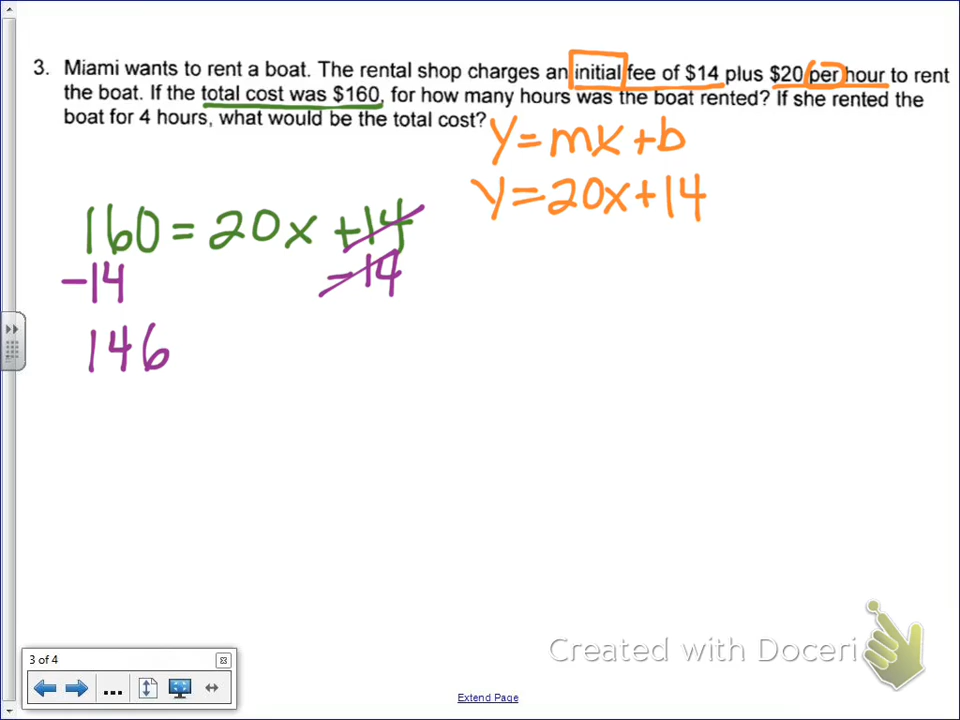 3. Miami wants to rent a boat. The rental shop charges an initial fee of $14 plus $20 per hour to rent
the boat. If the total cost was $160, for how many hours was the boat rented? If she rented the
boat for 4 hours, what would be the total cost?
y=mx+b
y=20x+14
160=20x+14
-14 -14
146
Created with Doceri
3 of 4
...
Extend Page